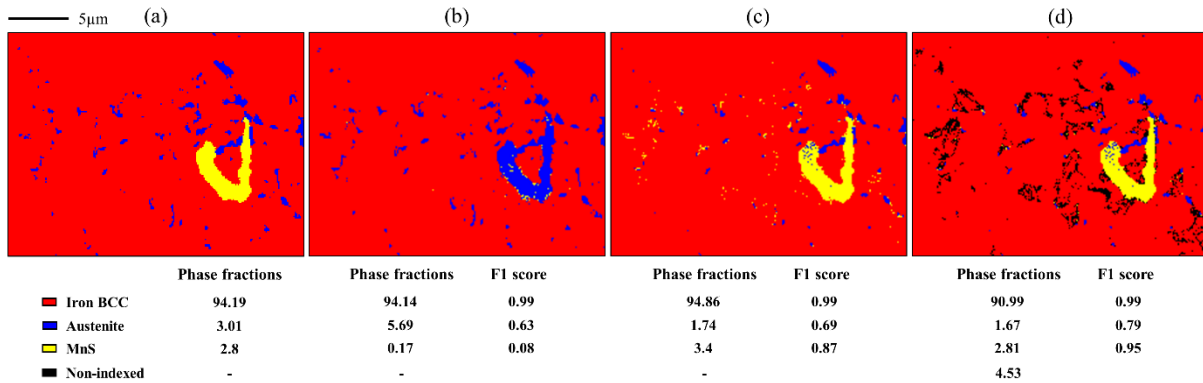 5μm (a) (b) (c) (d)
Phase fractions Phase fractions F1 score Phase fractions F1 score Phase fractions F1 score
Iron BCC 94.19 94.14 0.99 94.86 0.99 90.99 0.99
Austenite 3.01 5.69 0.63 1.74 0.69 1.67 0.79
MnS 2.8 0.17 0.08 3.4 0.87 2.81 0.95
Non-indexed - - - 4.53